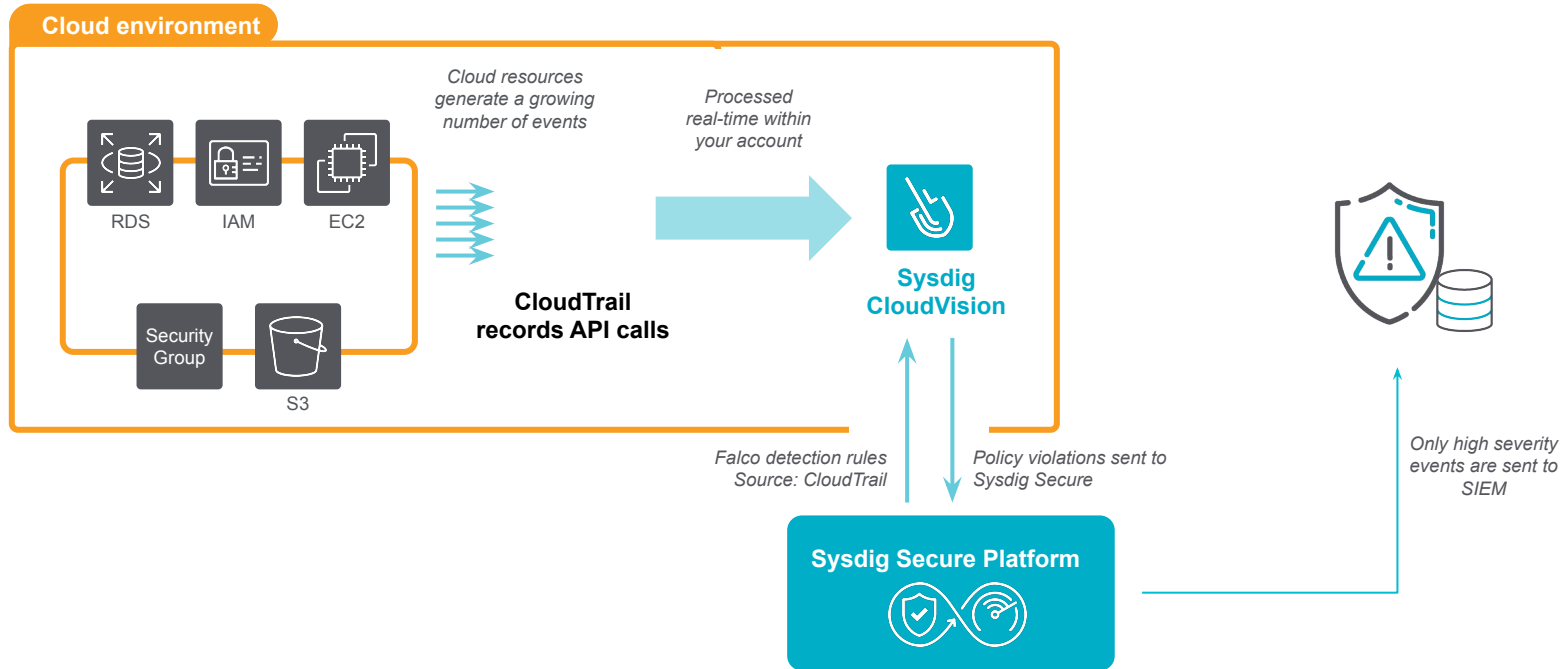 Cloud environment
Cloud resources
generate a growing
number of events
Processed
real-time within
your account
RDS
IAM
EC2
Sysdig
CloudVision
CloudTrail
records API calls
Security
Group
S3
Falco detection rules
Source: CloudTrail
Policy violations sent to
Sysdig Secure
Only high severity
events are sent to
SIEM
Sysdig Secure Platform